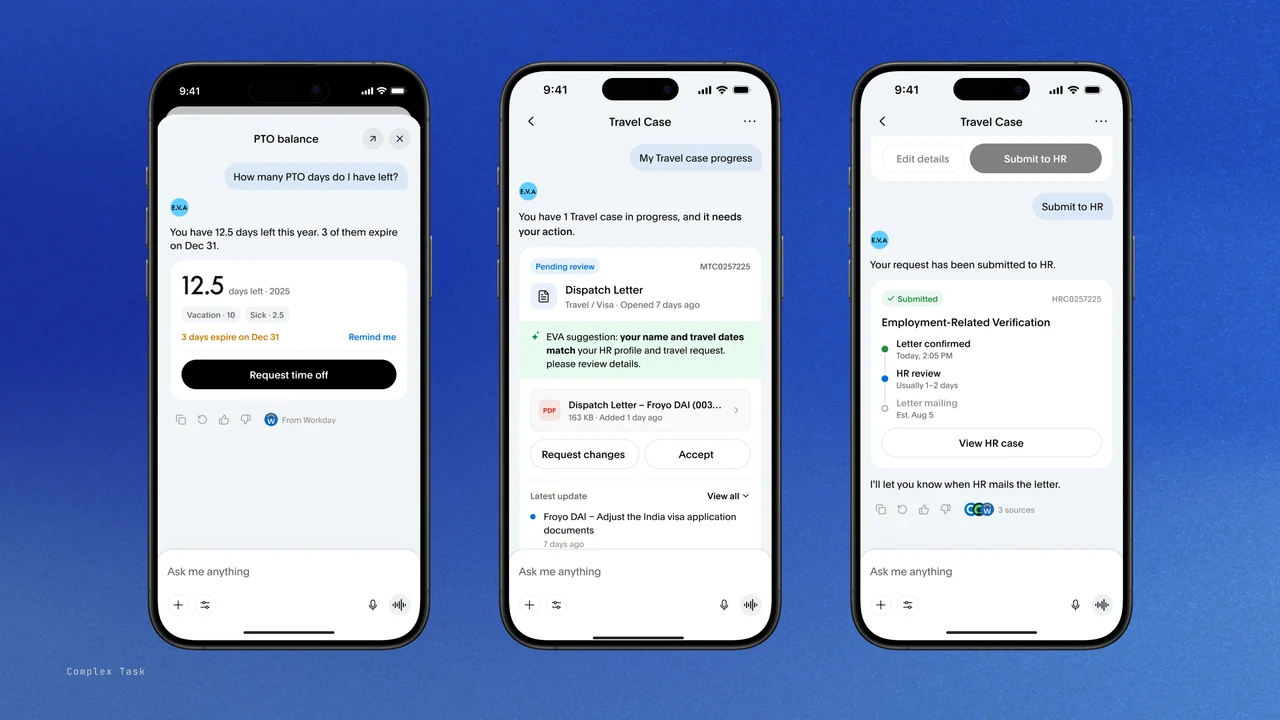 9:41
PTO balance
How many PTO days do I have left?
E.V.A
You have 12.5 days left this year. 3 of them expire
on Dec 31.
12.5 days left · 2025
Vacation · 10
Sick · 2.5
3 days expire on Dec 31
Remind me
Request time off
W
From Workday
Ask me anything
9:41
Travel Case
My Travel case progress
E.V.A
You have 1 Travel case in progress, and it needs
your action.
Pending review
MTC0257225
Dispatch Letter
Travel / Visa · Opened 7 days ago
EVA suggestion: your name and travel dates
match your HR profile and travel request.
please review details.
PDF
Dispatch Letter – Froyo DAI (003...
163 KB · Added 1 day ago
Request changes
Accept
Latest update
View all
Froyo DAI – Adjust the India visa application
documents
7 days ago
Ask me anything
9:41
Travel Case
Edit details
Submit to HR
Submit to HR
E.V.A
Your request has been submitted to HR.
Submitted
HRC0257225
Employment-Related Verification
Letter confirmed
Today, 2:05 PM
HR review
Usually 1–2 days
Letter mailing
Est. Aug 5
View HR case
I'll let you know when HR mails the letter.
W
3 sources
Ask me anything
Complex Task